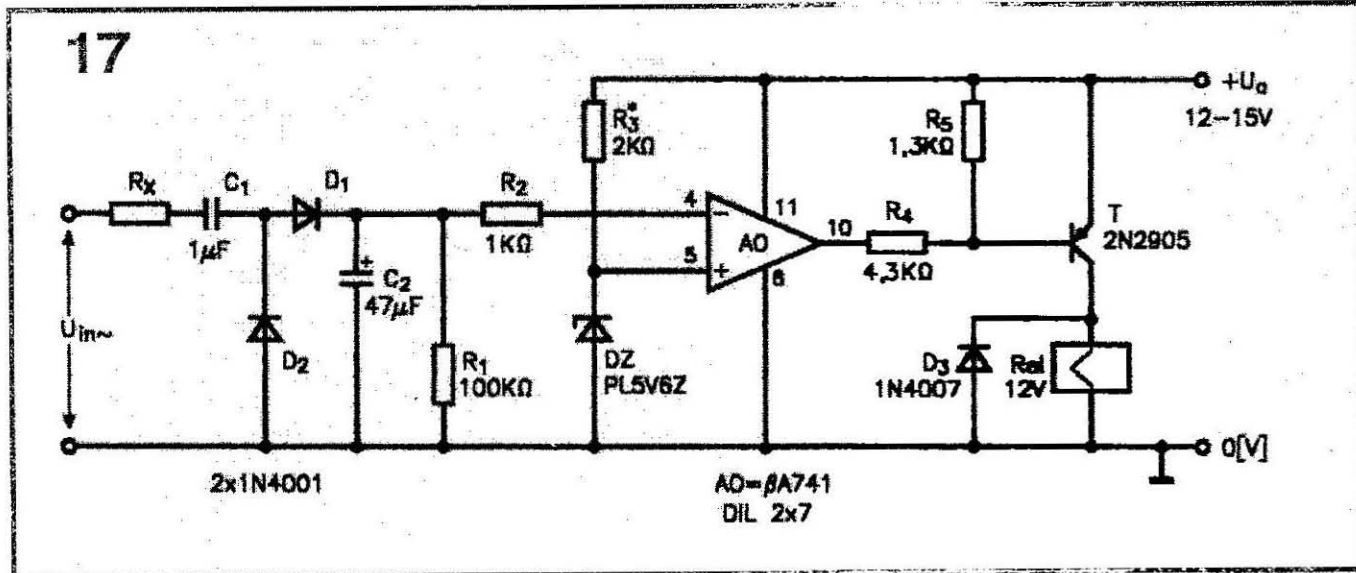 17
+Ua
12-15V
R3*
2KΩ
R5
1,3KΩ
Rx
C1
1μF
D1
R2
1KΩ
4
-
11
AO
10
R4
4,3KΩ
T
2N2905
5
+
6
C2
+
47μF
Uin~
D2
R1
100KΩ
DZ
PL5V6Z
D3
1N4007
Rel
12V
0[V]
2x1N4001
AO=βA741
DIL 2x7